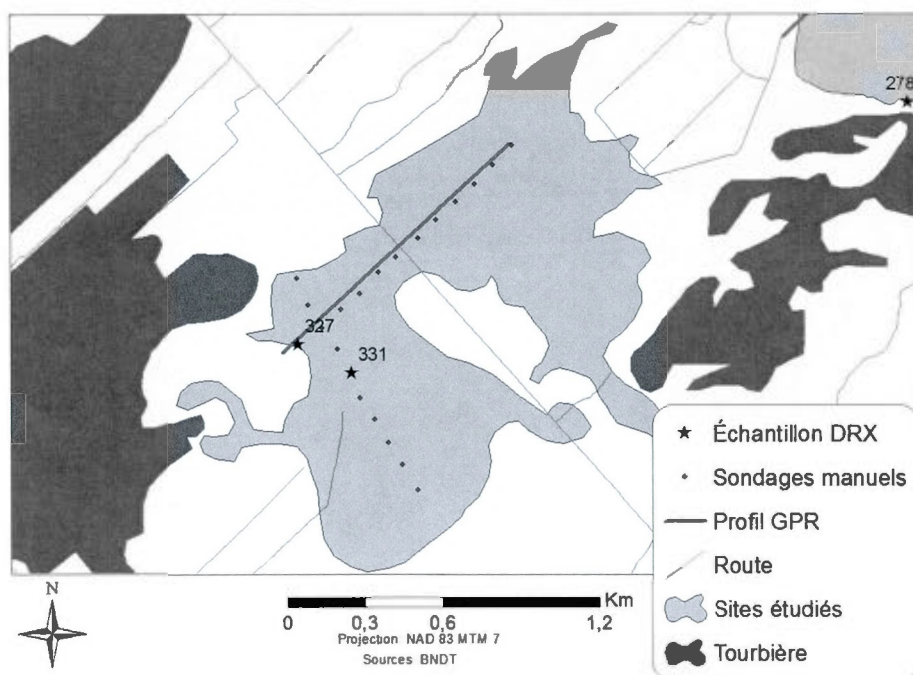 278
327
331
★ Échantillon DRX
Sondages manuels
Profil GPR
Route
Sites étudiés
Tourbière
N
Km
0 0,3 0,6 1,2
Projection NAD 83 MTM 7
Sources BNDT